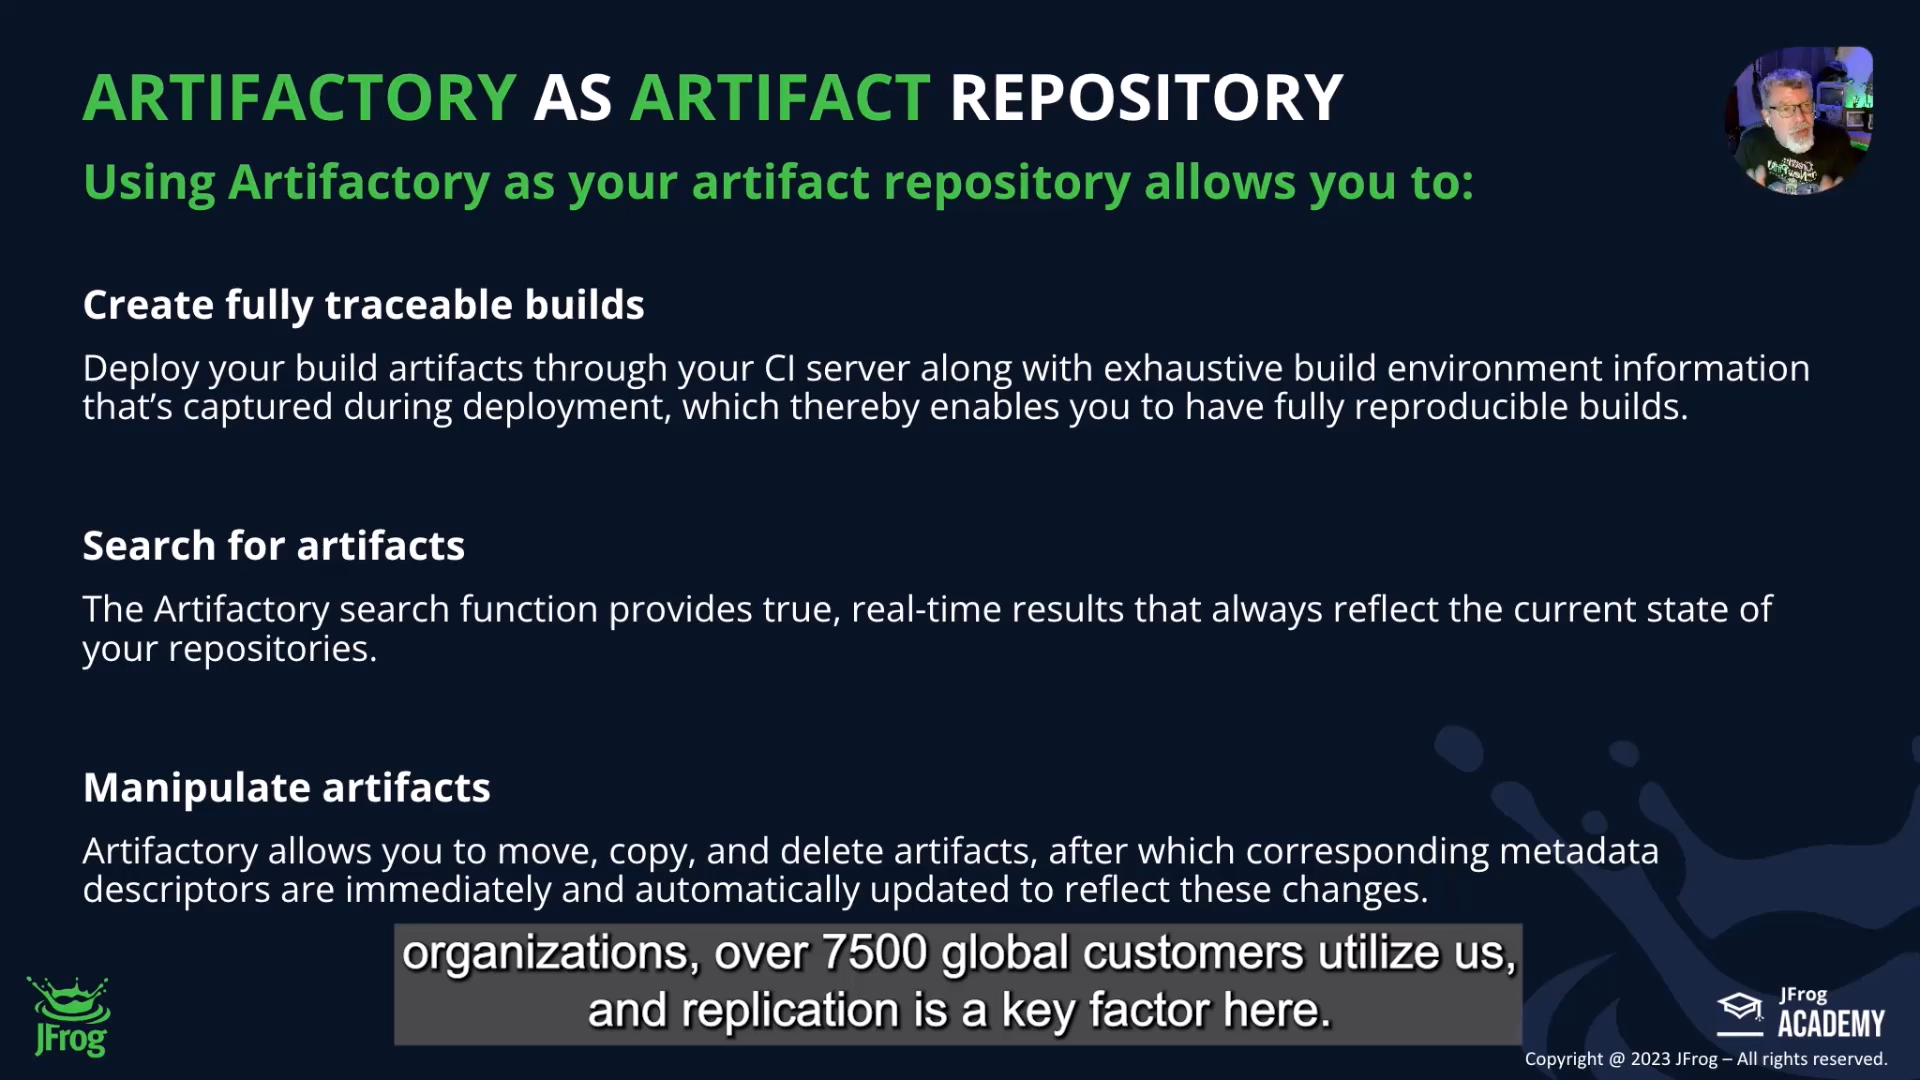 ARTIFACTORY AS ARTIFACT REPOSITORY
Using Artifactory as your artifact repository allows you to:
Create fully traceable builds
Deploy your build artifacts through your CI server along with exhaustive build environment information
that’s captured during deployment, which thereby enables you to have fully reproducible builds.
Search for artifacts
The Artifactory search function provides true, real-time results that always reflect the current state of
your repositories.
Manipulate artifacts
Artifactory allows you to move, copy, and delete artifacts, after which corresponding metadata
descriptors are immediately and automatically updated to reflect these changes.
organizations, over 7500 global customers utilize us,
and replication is a key factor here.
JFrog
JFrog
ACADEMY
Copyright @ 2023 JFrog – All rights reserved.